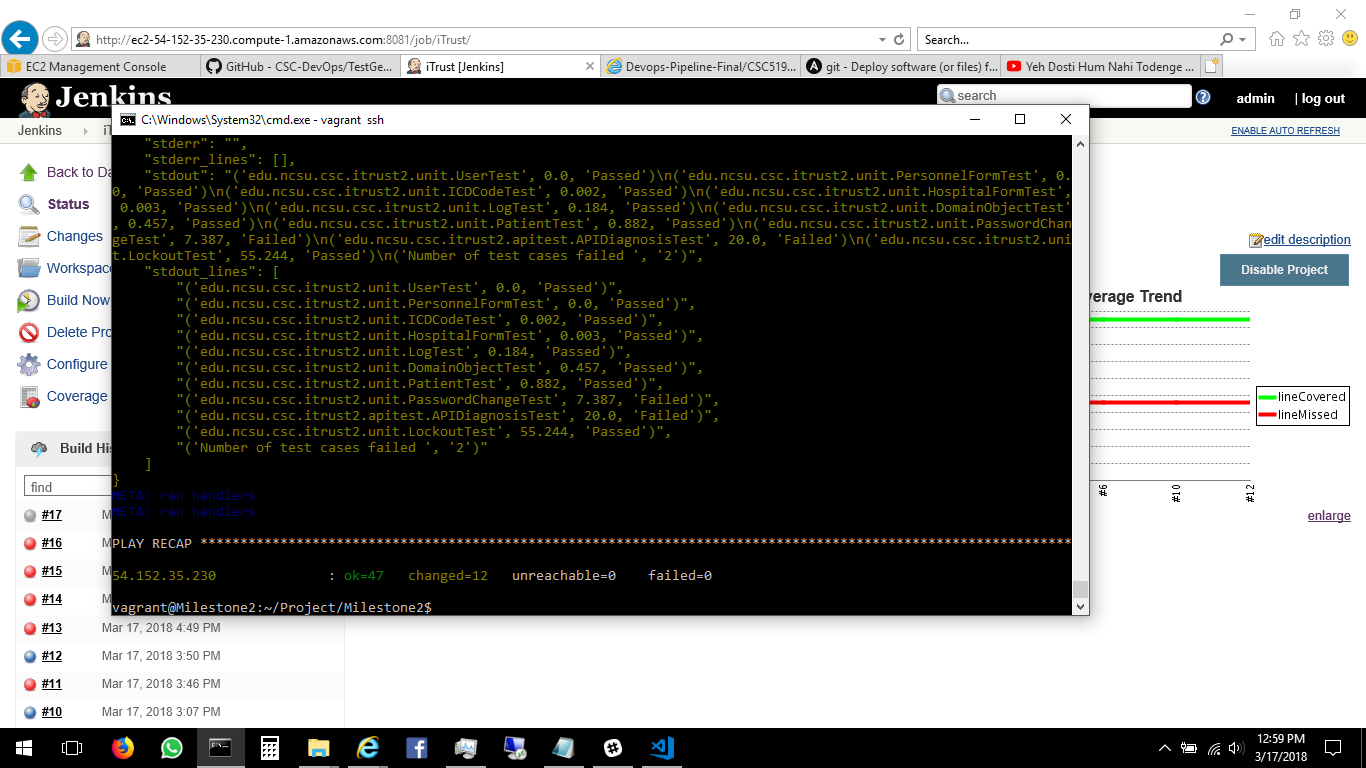 http://ec2-54-152-35-230.compute-1.amazonaws.com:8081/job/iTrust/
Search...
EC2 Management Console
GitHub - CSC-DevOps/TestGe...
iTrust [Jenkins]
Devops-Pipeline-Final/CSC519...
git - Deploy software (or files) f...
Yeh Dosti Hum Nahi Todenge ...
Jenkins
search
admin
| log out
Jenkins
ENABLE AUTO REFRESH
C:\Windows\System32\cmd.exe - vagrant ssh
Back to Da
Status
Changes
Workspac
Build Now
Delete Pro
Configure
Coverage
Build His
find
"stderr": "",
"stderr_lines": [],
"stdout": "('edu.ncsu.csc.itrust2.unit.UserTest', 0.0, 'Passed')\n('edu.ncsu.csc.itrust2.unit.PersonnelFormTest', 0.
0, 'Passed')\n('edu.ncsu.csc.itrust2.unit.ICDCodeTest', 0.002, 'Passed')\n('edu.ncsu.csc.itrust2.unit.HospitalFormTest',
0.003, 'Passed')\n('edu.ncsu.csc.itrust2.unit.LogTest', 0.184, 'Passed')\n('edu.ncsu.csc.itrust2.unit.DomainObjectTest'
, 0.457, 'Passed')\n('edu.ncsu.csc.itrust2.unit.PatientTest', 0.882, 'Passed')\n('edu.ncsu.csc.itrust2.unit.PasswordChan
geTest', 7.387, 'Failed')\n('edu.ncsu.csc.itrust2.apitest.APIDiagnosisTest', 20.0, 'Failed')\n('edu.ncsu.csc.itrust2.uni
t.LockoutTest', 55.244, 'Passed')\n('Number of test cases failed ', '2')",
"stdout_lines": [
"('edu.ncsu.csc.itrust2.unit.UserTest', 0.0, 'Passed')",
"('edu.ncsu.csc.itrust2.unit.PersonnelFormTest', 0.0, 'Passed')",
"('edu.ncsu.csc.itrust2.unit.ICDCodeTest', 0.002, 'Passed')",
"('edu.ncsu.csc.itrust2.unit.HospitalFormTest', 0.003, 'Passed')",
"('edu.ncsu.csc.itrust2.unit.LogTest', 0.184, 'Passed')",
"('edu.ncsu.csc.itrust2.unit.DomainObjectTest', 0.457, 'Passed')",
"('edu.ncsu.csc.itrust2.unit.PatientTest', 0.882, 'Passed')",
"('edu.ncsu.csc.itrust2.unit.PasswordChangeTest', 7.387, 'Failed')",
"('edu.ncsu.csc.itrust2.apitest.APIDiagnosisTest', 20.0, 'Failed')",
"('edu.ncsu.csc.itrust2.unit.LockoutTest', 55.244, 'Passed')",
"('Number of test cases failed ', '2')"
]
}
META: ran handlers
META: ran handlers
PLAY RECAP *************************************************************************************************************
54.152.35.230 : ok=47 changed=12 unreachable=0 failed=0
vagrant@Milestone2:~/Project/Milestone2$
edit description
Disable Project
verage Trend
lineCovered
lineMissed
#6
#10
#12
enlarge
#17 M
#16 M
#15 M
#14 M
#13 Mar 17, 2018 4:49 PM
#12 Mar 17, 2018 3:50 PM
#11 Mar 17, 2018 3:46 PM
#10 Mar 17, 2018 3:07 PM
12:59 PM
3/17/2018